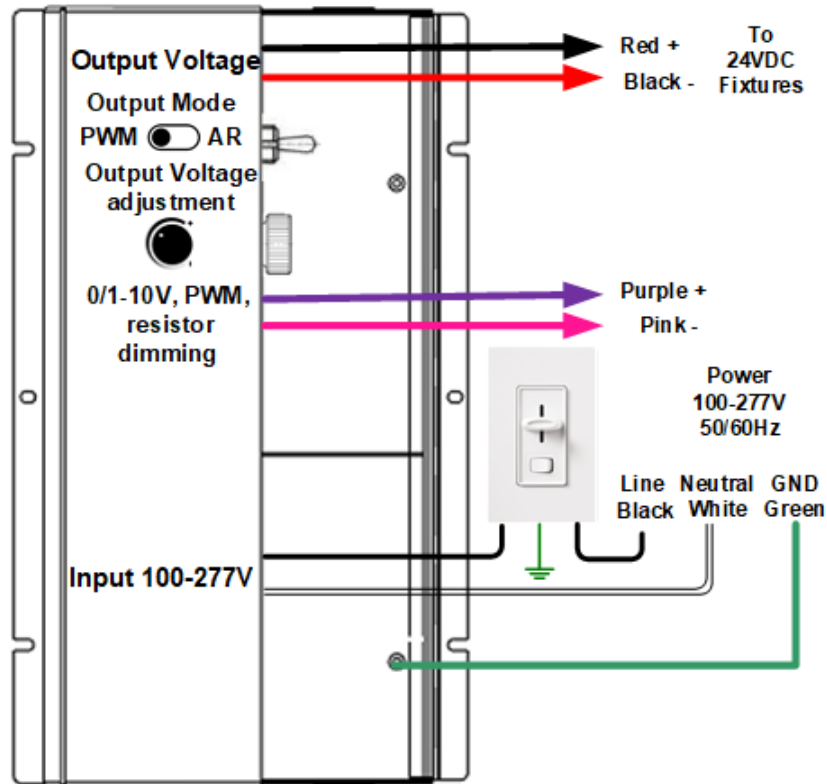 Output Voltage
Output Mode
PWM AR
Output Voltage
adjustment
0/1-10V, PWM,
resistor
dimming
Input 100-277V
Red +
Black -
To
24VDC
Fixtures
Purple +
Pink -
Power
100-277V
50/60Hz
Line Neutral GND
Black White Green